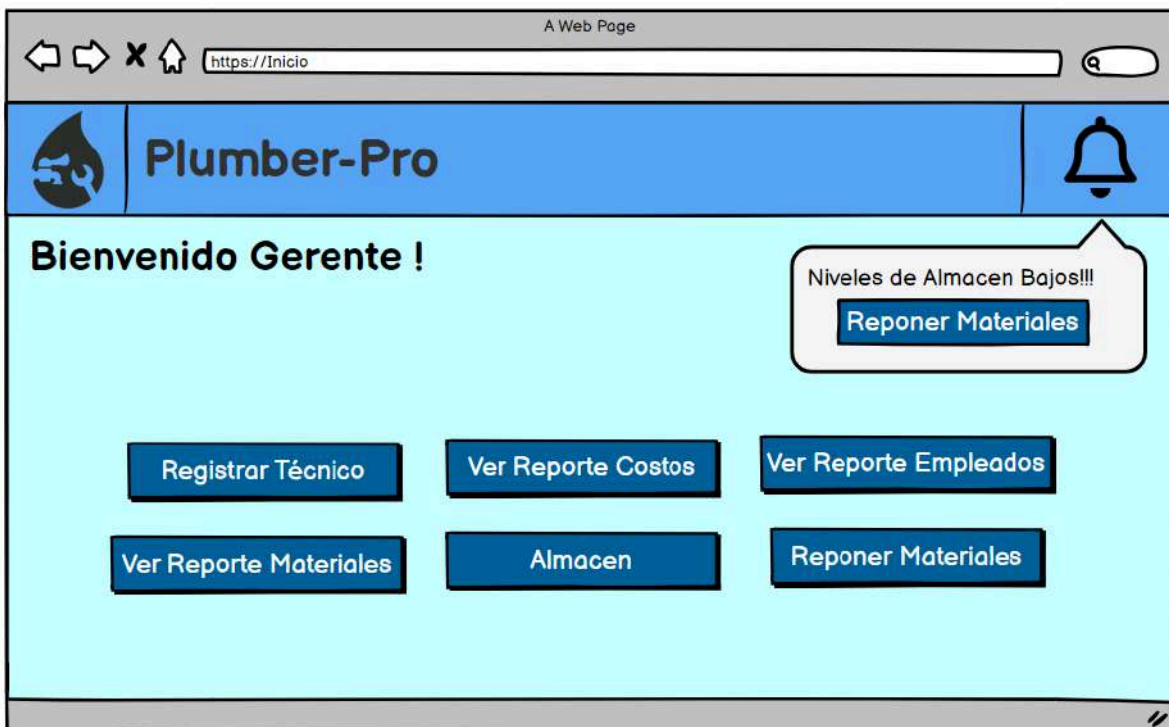 A Web Page
https://Inicio
Plumber-Pro
Bienvenido Gerente !
Niveles de Almacen Bajos!!!
Reponer Materiales
Registrar Técnico
Ver Reporte Costos
Ver Reporte Empleados
Ver Reporte Materiales
Almacen
Reponer Materiales